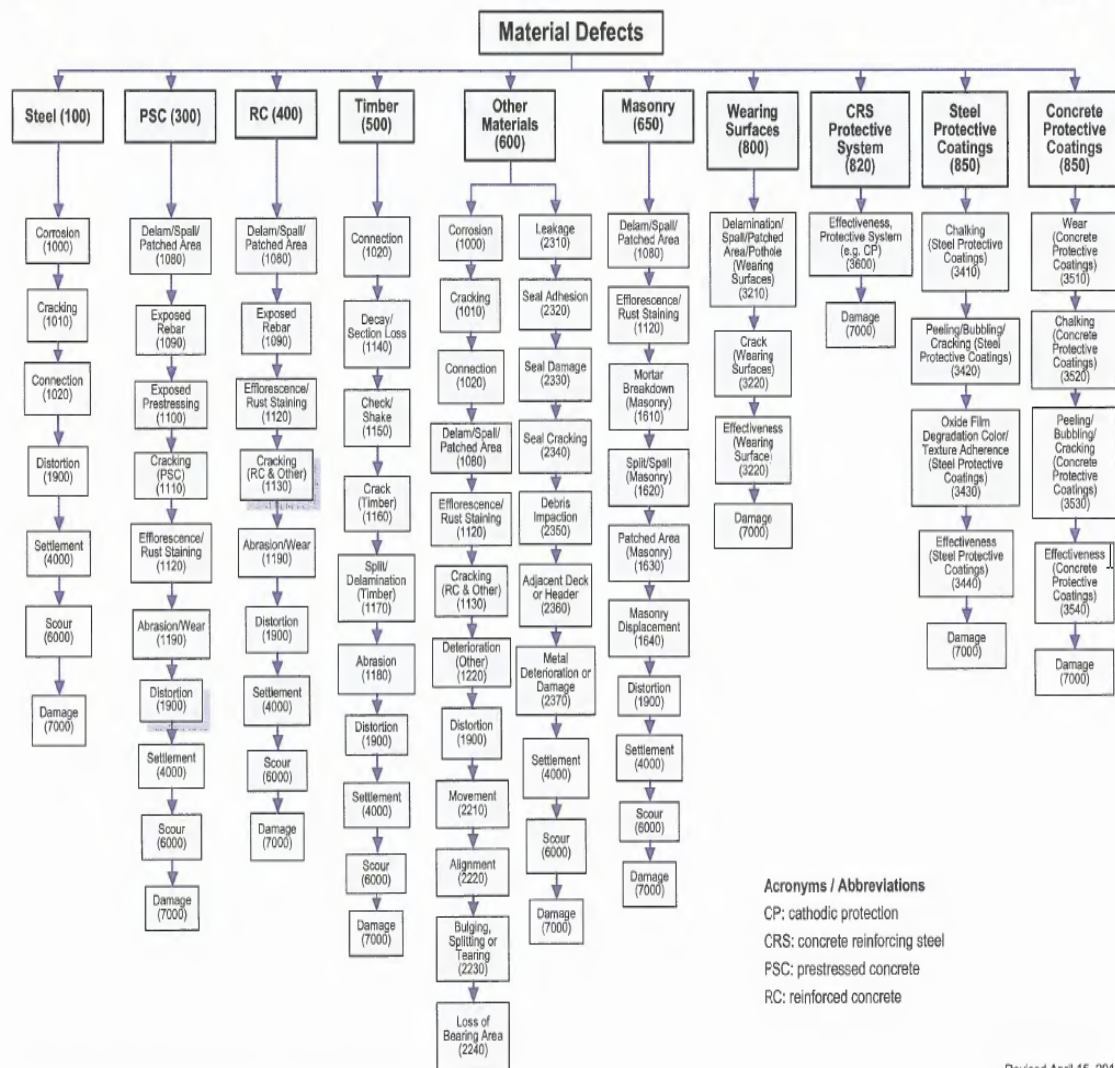 Material Defects
Steel (100)
Corrosion
(1000)
Cracking
(1010)
Connection
(1020)
Distortion
(1900)
Settlement
(4000)
Scour
(6000)
Damage
(7000)
PSC (300)
Delam/Spall/
Patched Area
(1080)
Exposed
Rebar
(1090)
Exposed
Prestressing
(1100)
Cracking
(PSC)
(1110)
Efflorescence/
Rust Staining
(1120)
Abrasion/Wear
(1190)
Distortion
(1900)
Settlement
(4000)
Scour
(6000)
Damage
(7000)
RC (400)
Delam/Spall/
Patched Area
(1080)
Exposed
Rebar
(1090)
Efflorescence/
Rust Staining
(1120)
Cracking
(RC & Other)
(1130)
Abrasion/Wear
(1190)
Distortion
(1900)
Settlement
(4000)
Scour
(6000)
Damage
(7000)
Timber
(500)
Connection
(1020)
Decay/
Section Loss
(1140)
Check/
Shake
(1150)
Crack
(Timber)
(1160)
Split/
Delamination
(Timber)
(1170)
Abrasion
(1180)
Distortion
(1900)
Settlement
(4000)
Scour
(6000)
Damage
(7000)
Other
Materials
(600)
Corrosion
(1000)
Cracking
(1010)
Connection
(1020)
Delam/Spall/
Patched Area
(1080)
Efflorescence/
Rust Staining
(1120)
Cracking
(RC & Other)
(1130)
Deterioration
(Other)
(1220)
Distortion
(1900)
Movement
(2210)
Alignment
(2220)
Bulging,
Splitting or
Tearing
(2230)
Loss of
Bearing Area
(2240)
Leakage
(2310)
Seal Adhesion
(2320)
Seal Damage
(2330)
Seal Cracking
(2340)
Debris
Impaction
(2350)
Adjacent Deck
or Header
(2360)
Metal
Deterioration or
Damage
(2370)
Settlement
(4000)
Scour
(6000)
Damage
(7000)
Masonry
(650)
Delam/Spall/
Patched Area
(1080)
Efflorescence/
Rust Staining
(1120)
Mortar
Breakdown
(Masonry)
(1610)
Split/Spall
(Masonry)
(1620)
Patched Area
(Masonry)
(1630)
Masonry
Displacement
(1640)
Distortion
(1900)
Settlement
(4000)
Scour
(6000)
Damage
(7000)
Wearing
Surfaces
(800)
Delamination/
Spall/Patched
Area/Pothole
(Wearing
Surfaces)
(3210)
Crack
(Wearing
Surfaces)
(3220)
Effectiveness
(Wearing
Surface)
(3220)
Damage
(7000)
CRS
Protective
System
(820)
Effectiveness,
Protective System
(e.g. CP)
(3600)
Damage
(7000)
Steel
Protective
Coatings
(850)
Chalking
(Steel Protective
Coatings)
(3410)
Peeling/Bubbling/
Cracking (Steel
Protective Coatings)
(3420)
Oxide Film
Degradation Color/
Texture Adherence
(Steel Protective
Coatings)
(3430)
Effectiveness
(Steel Protective
Coatings)
(3440)
Damage
(7000)
Concrete
Protective
Coatings
(850)
Wear
(Concrete
Protective
Coatings)
(3510)
Chalking
(Concrete
Protective
Coatings)
(3520)
Peeling/
Bubbling/
Cracking
(Concrete
Protective
Coatings)
(3530)
Effectiveness
(Concrete
Protective
Coatings)
(3540)
Damage
(7000)
Acronyms / Abbreviations
CP: cathodic protection
CRS: concrete reinforcing steel
PSC: prestressed concrete
RC: reinforced concrete
Revised April 15,